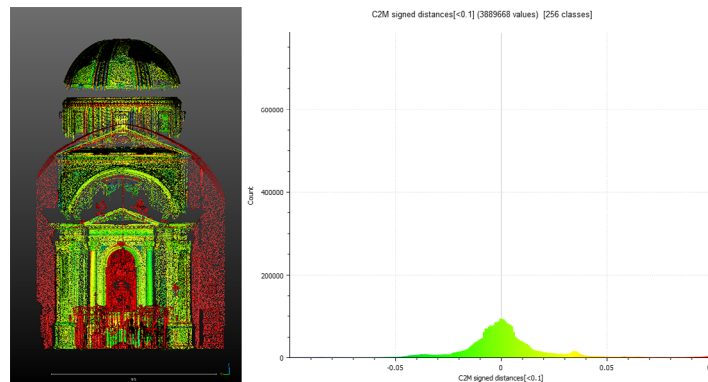 C2M signed distances[<0.1] (3889668 values) [256 classes]
600000
400000
200000
0
Count
-0.05
0
0.05
C2M signed distances[<0.1]